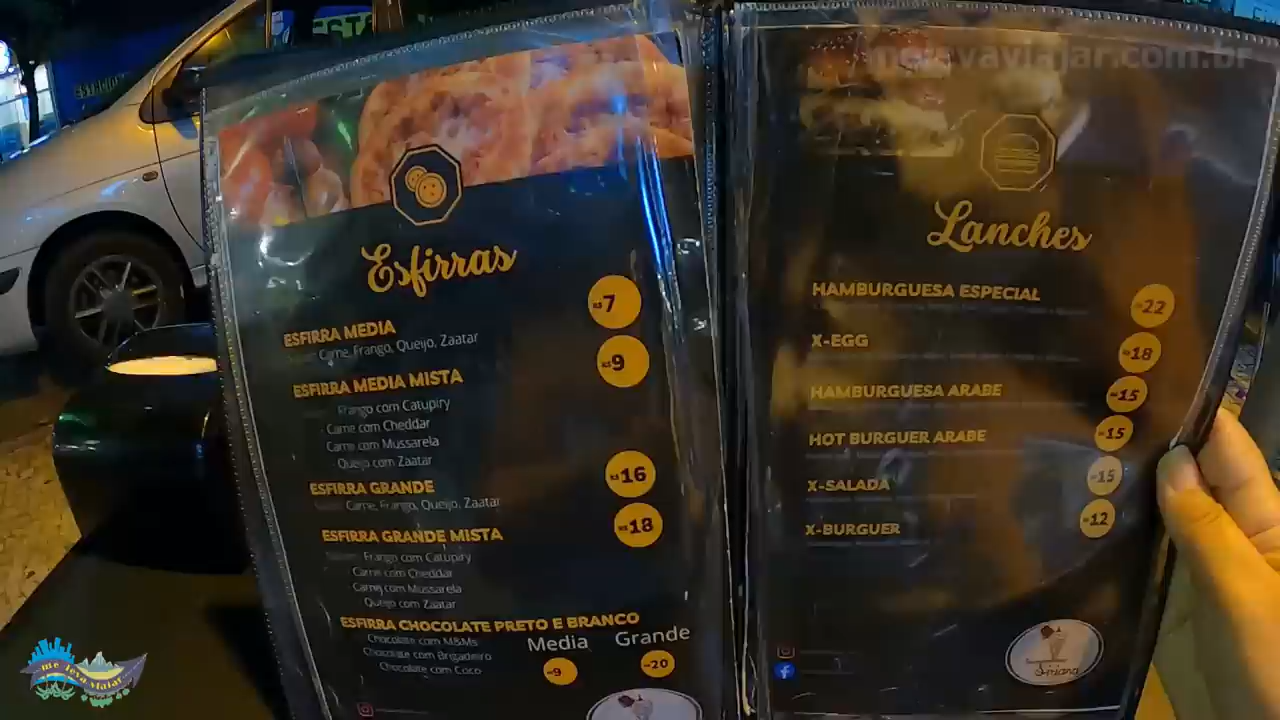 merevaviajar.com.br
Esfirras
ESFIRRA MEDIA R$7
Carne, Frango, Queijo, Zaatar
ESFIRRA MEDIA MISTA R$9
Frango com Catupiry
Carne com Cheddar
Carne com Mussarela
Queijo com Zaatar
ESFIRRA GRANDE R$16
Carne, Frango, Queijo, Zaatar
ESFIRRA GRANDE MISTA R$18
Frango com Catupiry
Carne com Cheddar
Carne com Mussarela
Queijo com Zaatar
ESFIRRA CHOCOLATE PRETO E BRANCO
Media Grande
Chocolate com M&Ms
Chocolate com Brigadeiro
Chocolate com Coco
9 20
Lanches
HAMBURGUESA ESPECIAL 22
X-EGG 18
HAMBURGUESA ARABE 15
HOT BURGUER ARABE 15
X-SALADA 15
X-BURGUER 12
me leva viajar